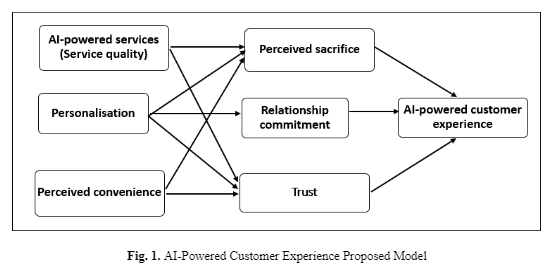 AI-powered services
(Service quality)
Perceived sacrifice
Personalisation
Relationship
commitment
AI-powered customer
experience
Perceived convenience
Trust
Fig. 1. AI-Powered Customer Experience Proposed Model